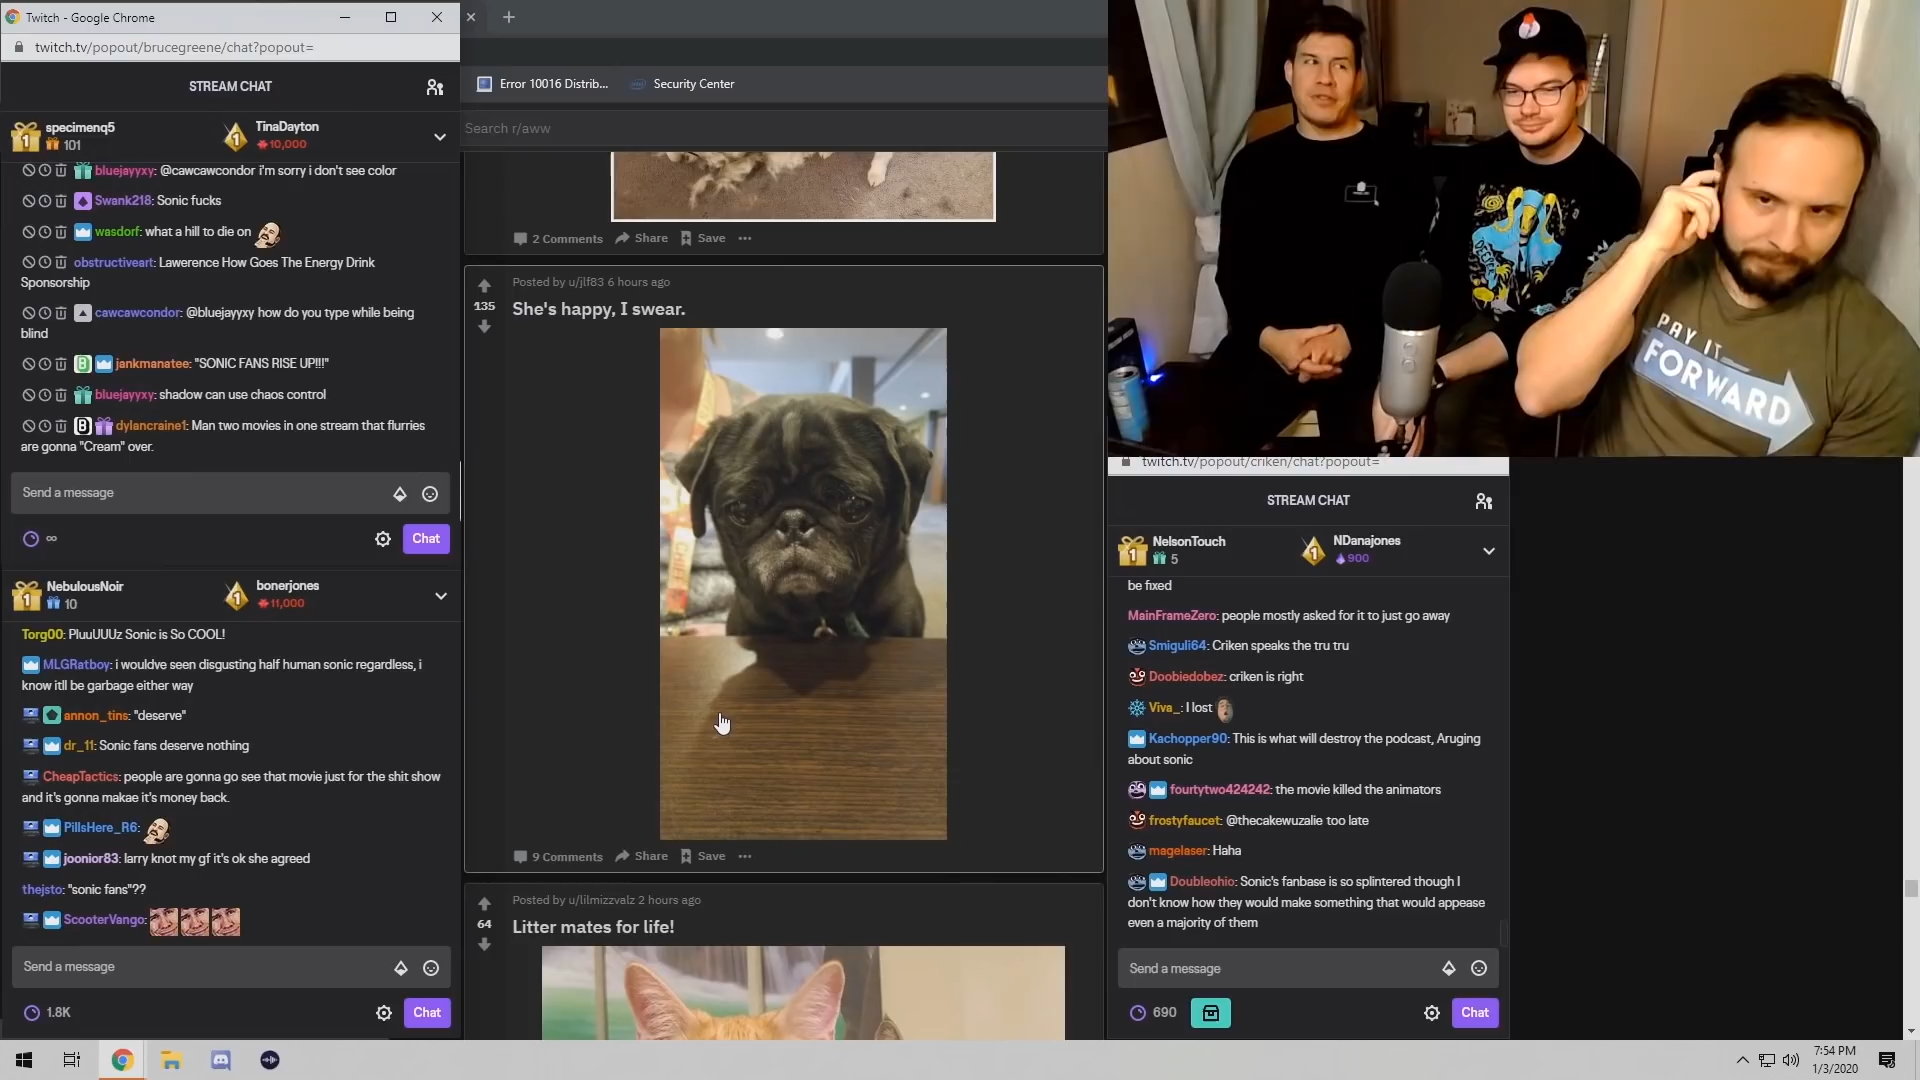 Twitch - Google Chrome
twitch.tv/popout/brucegreene/chat?popout=
STREAM CHAT
specimenq5
101
TinaDayton
10,000
bluejayyxy: @cawcawcondor i'm sorry i don't see color
Swank218: Sonic fucks
wasdorf: what a hill to die on
obstructiveart: Lawerence How Goes The Energy Drink
Sponsorship
cawcawcondor: @bluejayyxy how do you type while being
blind
jankmanatee: "SONIC FANS RISE UP!!!"
bluejayyxy: shadow can use chaos control
dylancraine1: Man two movies in one stream that flurries
are gonna "Cream" over.
Send a message
∞
Chat
NebulousNoir
10
bonerjones
11,000
Torg00: PluuUUUz Sonic is So COOL!
MLGRatboy: i wouldve seen disgusting half human sonic regardless, i
know itll be garbage either way
annon_tins: "deserve"
dr_11: Sonic fans deserve nothing
CheapTactics: people are gonna go see that movie just for the shit show
and it's gonna makae it's money back.
PillsHere_R6:
joonior83: larry knot my gf it's ok she agreed
thejsto: "sonic fans"??
ScooterVango:
Send a message
1.8K
Chat
Error 10016 Distrib...
Security Center
Search r/aww
2 Comments Share Save
Posted by u/jlf83 6 hours ago
135
She's happy, I swear.
9 Comments Share Save
Posted by u/lilmizzvalz 2 hours ago
64
Litter mates for life!
PAY IT
FORWARD
twitch.tv/popout/criken/chat?popout=
STREAM CHAT
NelsonTouch
5
NDanajones
900
be fixed
MainFrameZero: people mostly asked for it to just go away
Smiguli64: Criken speaks the tru tru
Doobiedobez: criken is right
Viva_: I lost
Kachopper90: This is what will destroy the podcast, Aruging
about sonic
fourtytwo424242: the movie killed the animators
frostyfaucet: @thecakewuzalie too late
magelaser: Haha
Doubleohio: Sonic's fanbase is so splintered though I
don't know how they would make something that would appease
even a majority of them
Send a message
690
Chat
7:54 PM
1/3/2020